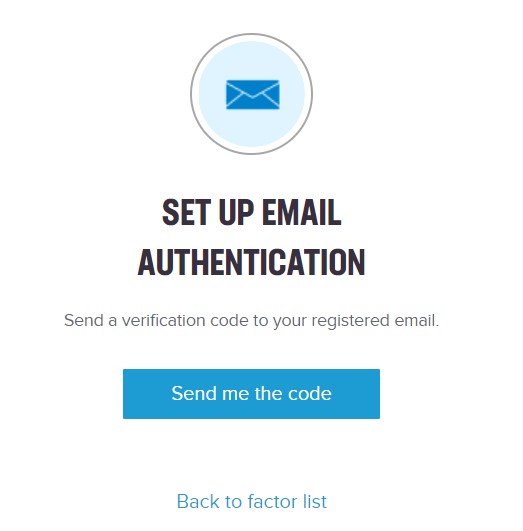 SET UP EMAIL
AUTHENTICATION
Send a verification code to your registered email.
Send me the code
Back to factor list